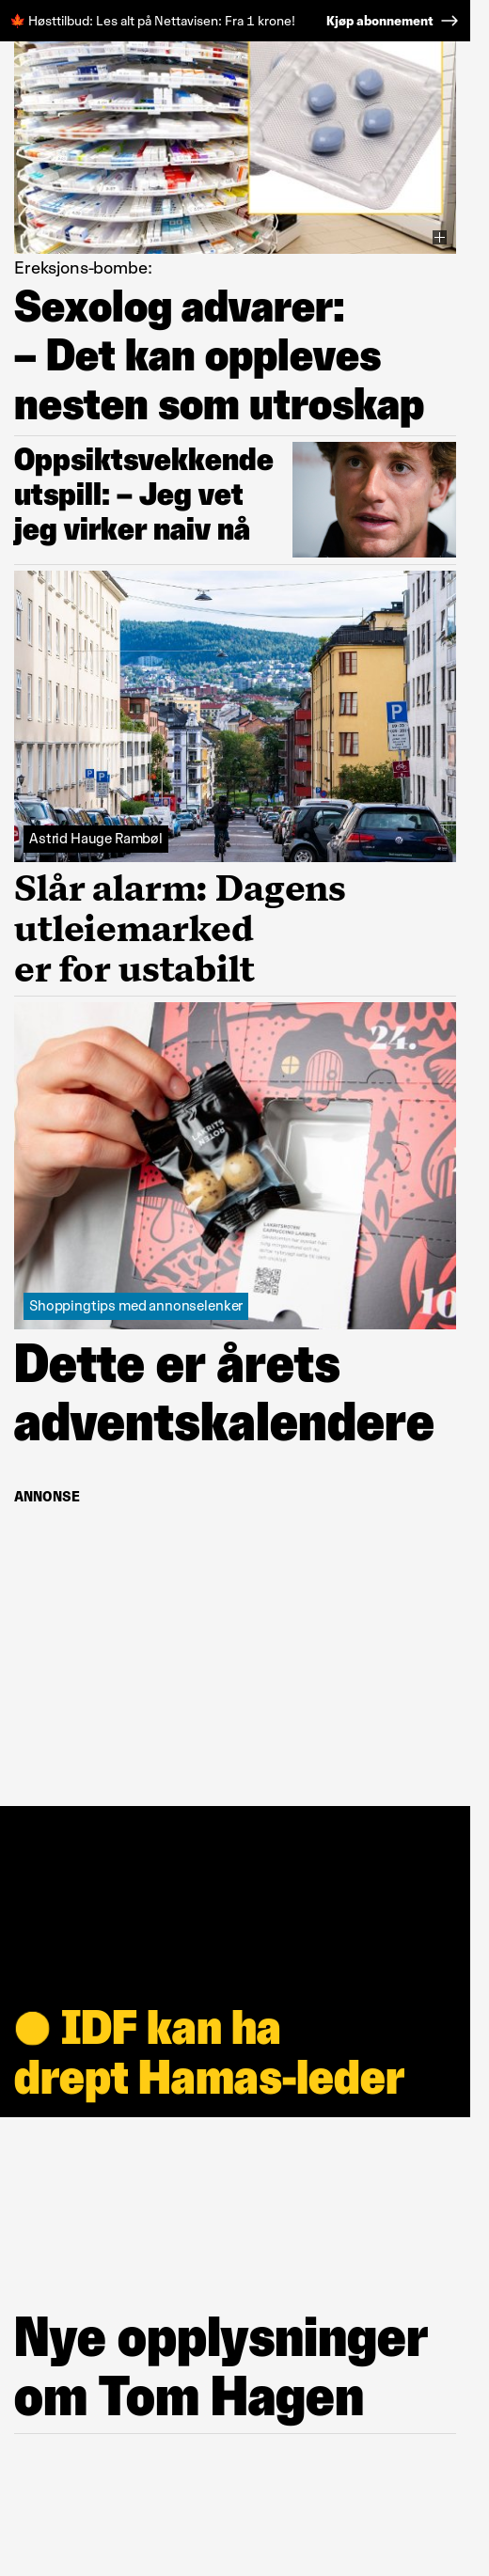 🍁 Høsttilbud: Les alt på Nettavisen: Fra 1 krone! Kjøp abonnement →
Ereksjons-bombe:
Sexolog advarer:
– Det kan oppleves
nesten som utroskap
Oppsiktsvekkende
utspill: – Jeg vet
jeg virker naiv nå
P
P
P
Astrid Hauge Rambøl
Slår alarm: Dagens
utleiemarked
er for ustabilt
24.
LAKRITS
ROTEN
10
Shoppingtips med annonselenker
Dette er årets
adventskalendere
ANNONSE
IDF kan ha
drept Hamas-leder
Nye opplysninger
om Tom Hagen